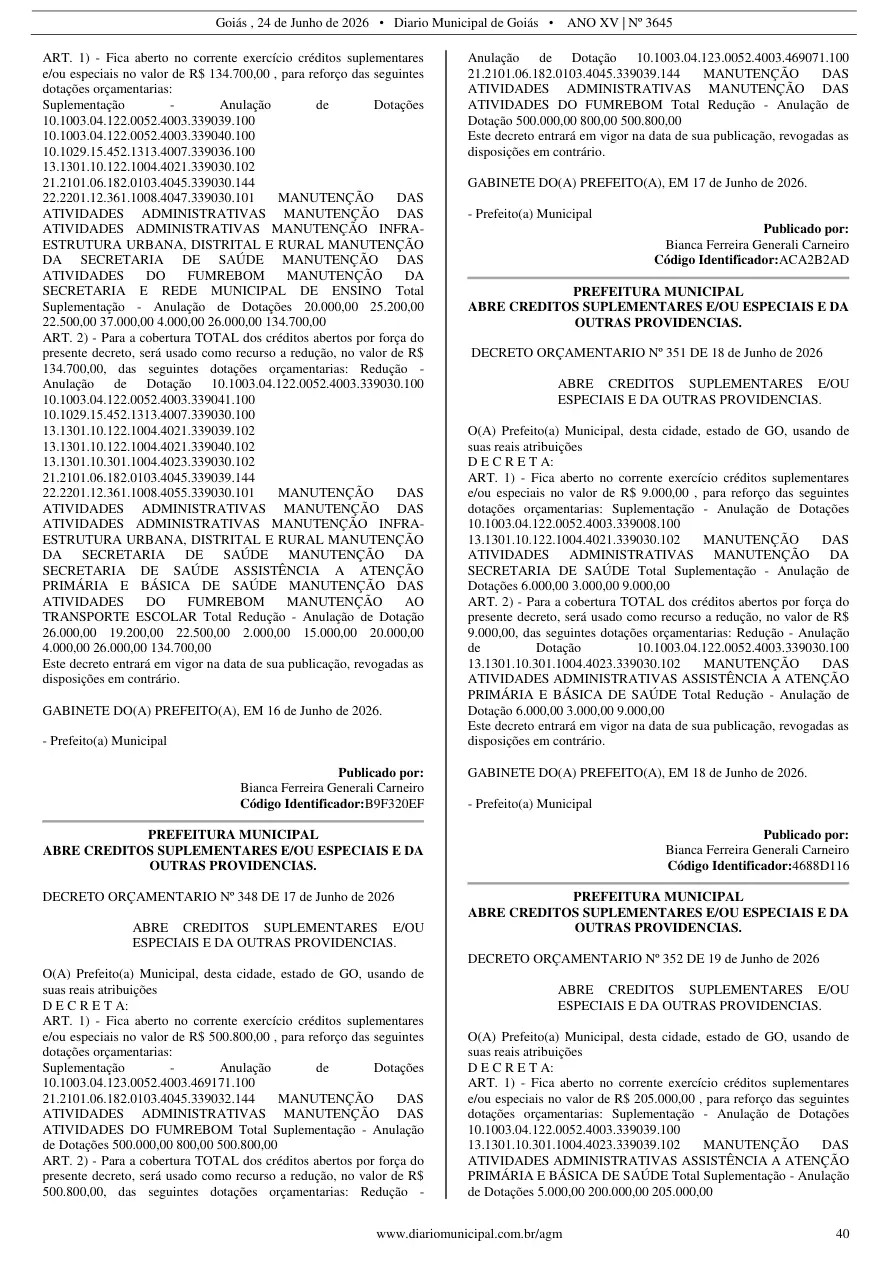 Goiás , 24 de Junho de 2026 • Diario Municipal de Goiás • ANO XV | Nº 3645
ART. 1) - Fica aberto no corrente exercício créditos suplementares
e/ou especiais no valor de R$ 134.700,00 , para reforço das seguintes
dotações orçamentarias:
Suplementação - Anulação de Dotações
10.1003.04.122.0052.4003.339039.100
10.1003.04.122.0052.4003.339040.100
10.1029.15.452.1313.4007.339036.100
13.1301.10.122.1004.4021.339030.102
21.2101.06.182.0103.4045.339030.144
22.2201.12.361.1008.4047.339030.101 MANUTENÇÃO DAS
ATIVIDADES ADMINISTRATIVAS MANUTENÇÃO DAS
ATIVIDADES ADMINISTRATIVAS MANUTENÇÃO INFRA-
ESTRUTURA URBANA, DISTRITAL E RURAL MANUTENÇÃO
DA SECRETARIA DE SAÚDE MANUTENÇÃO DAS
ATIVIDADES DO FUMREBOM MANUTENÇÃO DA
SECRETARIA E REDE MUNICIPAL DE ENSINO Total
Suplementação - Anulação de Dotações 20.000,00 25.200,00
22.500,00 37.000,00 4.000,00 26.000,00 134.700,00
ART. 2) - Para a cobertura TOTAL dos créditos abertos por força do
presente decreto, será usado como recurso a redução, no valor de R$
134.700,00, das seguintes dotações orçamentarias: Redução -
Anulação de Dotação 10.1003.04.122.0052.4003.339030.100
10.1003.04.122.0052.4003.339041.100
10.1029.15.452.1313.4007.339030.100
13.1301.10.122.1004.4021.339039.102
13.1301.10.122.1004.4021.339040.102
13.1301.10.301.1004.4023.339030.102
21.2101.06.182.0103.4045.339039.144
22.2201.12.361.1008.4055.339030.101 MANUTENÇÃO DAS
ATIVIDADES ADMINISTRATIVAS MANUTENÇÃO DAS
ATIVIDADES ADMINISTRATIVAS MANUTENÇÃO INFRA-
ESTRUTURA URBANA, DISTRITAL E RURAL MANUTENÇÃO
DA SECRETARIA DE SAÚDE MANUTENÇÃO DA
SECRETARIA DE SAÚDE ASSISTÊNCIA A ATENÇÃO
PRIMÁRIA E BÁSICA DE SAÚDE MANUTENÇÃO DAS
ATIVIDADES DO FUMREBOM MANUTENÇÃO AO
TRANSPORTE ESCOLAR Total Redução - Anulação de Dotação
26.000,00 19.200,00 22.500,00 2.000,00 15.000,00 20.000,00
4.000,00 26.000,00 134.700,00
Este decreto entrará em vigor na data de sua publicação, revogadas as
disposições em contrário.
GABINETE DO(A) PREFEITO(A), EM 16 de Junho de 2026.
- Prefeito(a) Municipal
Publicado por:
Bianca Ferreira Generali Carneiro
Código Identificador:B9F320EF
PREFEITURA MUNICIPAL
ABRE CREDITOS SUPLEMENTARES E/OU ESPECIAIS E DA
OUTRAS PROVIDENCIAS.
DECRETO ORÇAMENTARIO Nº 348 DE 17 de Junho de 2026
ABRE CREDITOS SUPLEMENTARES E/OU
ESPECIAIS E DA OUTRAS PROVIDENCIAS.
O(A) Prefeito(a) Municipal, desta cidade, estado de GO, usando de
suas reais atribuições
D E C R E T A:
ART. 1) - Fica aberto no corrente exercício créditos suplementares
e/ou especiais no valor de R$ 500.800,00 , para reforço das seguintes
dotações orçamentarias:
Suplementação - Anulação de Dotações
10.1003.04.123.0052.4003.469171.100
21.2101.06.182.0103.4045.339032.144 MANUTENÇÃO DAS
ATIVIDADES ADMINISTRATIVAS MANUTENÇÃO DAS
ATIVIDADES DO FUMREBOM Total Suplementação - Anulação
de Dotações 500.000,00 800,00 500.800,00
ART. 2) - Para a cobertura TOTAL dos créditos abertos por força do
presente decreto, será usado como recurso a redução, no valor de R$
500.800,00, das seguintes dotações orçamentarias: Redução -
Anulação de Dotação 10.1003.04.123.0052.4003.469071.100
21.2101.06.182.0103.4045.339039.144 MANUTENÇÃO DAS
ATIVIDADES ADMINISTRATIVAS MANUTENÇÃO DAS
ATIVIDADES DO FUMREBOM Total Redução - Anulação de
Dotação 500.000,00 800,00 500.800,00
Este decreto entrará em vigor na data de sua publicação, revogadas as
disposições em contrário.
GABINETE DO(A) PREFEITO(A), EM 17 de Junho de 2026.
- Prefeito(a) Municipal
Publicado por:
Bianca Ferreira Generali Carneiro
Código Identificador:ACA2B2AD
PREFEITURA MUNICIPAL
ABRE CREDITOS SUPLEMENTARES E/OU ESPECIAIS E DA
OUTRAS PROVIDENCIAS.
DECRETO ORÇAMENTARIO Nº 351 DE 18 de Junho de 2026
ABRE CREDITOS SUPLEMENTARES E/OU
ESPECIAIS E DA OUTRAS PROVIDENCIAS.
O(A) Prefeito(a) Municipal, desta cidade, estado de GO, usando de
suas reais atribuições
D E C R E T A:
ART. 1) - Fica aberto no corrente exercício créditos suplementares
e/ou especiais no valor de R$ 9.000,00 , para reforço das seguintes
dotações orçamentarias: Suplementação - Anulação de Dotações
10.1003.04.122.0052.4003.339008.100
13.1301.10.122.1004.4021.339030.102 MANUTENÇÃO DAS
ATIVIDADES ADMINISTRATIVAS MANUTENÇÃO DA
SECRETARIA DE SAÚDE Total Suplementação - Anulação de
Dotações 6.000,00 3.000,00 9.000,00
ART. 2) - Para a cobertura TOTAL dos créditos abertos por força do
presente decreto, será usado como recurso a redução, no valor de R$
9.000,00, das seguintes dotações orçamentarias: Redução - Anulação
de Dotação 10.1003.04.122.0052.4003.339030.100
13.1301.10.301.1004.4023.339030.102 MANUTENÇÃO DAS
ATIVIDADES ADMINISTRATIVAS ASSISTÊNCIA A ATENÇÃO
PRIMÁRIA E BÁSICA DE SAÚDE Total Redução - Anulação de
Dotação 6.000,00 3.000,00 9.000,00
Este decreto entrará em vigor na data de sua publicação, revogadas as
disposições em contrário.
GABINETE DO(A) PREFEITO(A), EM 18 de Junho de 2026.
- Prefeito(a) Municipal
Publicado por:
Bianca Ferreira Generali Carneiro
Código Identificador:4688D116
PREFEITURA MUNICIPAL
ABRE CREDITOS SUPLEMENTARES E/OU ESPECIAIS E DA
OUTRAS PROVIDENCIAS.
DECRETO ORÇAMENTARIO Nº 352 DE 19 de Junho de 2026
ABRE CREDITOS SUPLEMENTARES E/OU
ESPECIAIS E DA OUTRAS PROVIDENCIAS.
O(A) Prefeito(a) Municipal, desta cidade, estado de GO, usando de
suas reais atribuições
D E C R E T A:
ART. 1) - Fica aberto no corrente exercício créditos suplementares
e/ou especiais no valor de R$ 205.000,00 , para reforço das seguintes
dotações orçamentarias: Suplementação - Anulação de Dotações
10.1003.04.122.0052.4003.339039.100
13.1301.10.301.1004.4023.339039.102 MANUTENÇÃO DAS
ATIVIDADES ADMINISTRATIVAS ASSISTÊNCIA A ATENÇÃO
PRIMÁRIA E BÁSICA DE SAÚDE Total Suplementação - Anulação
de Dotações 5.000,00 200.000,00 205.000,00
www.diariomunicipal.com.br/agm 40